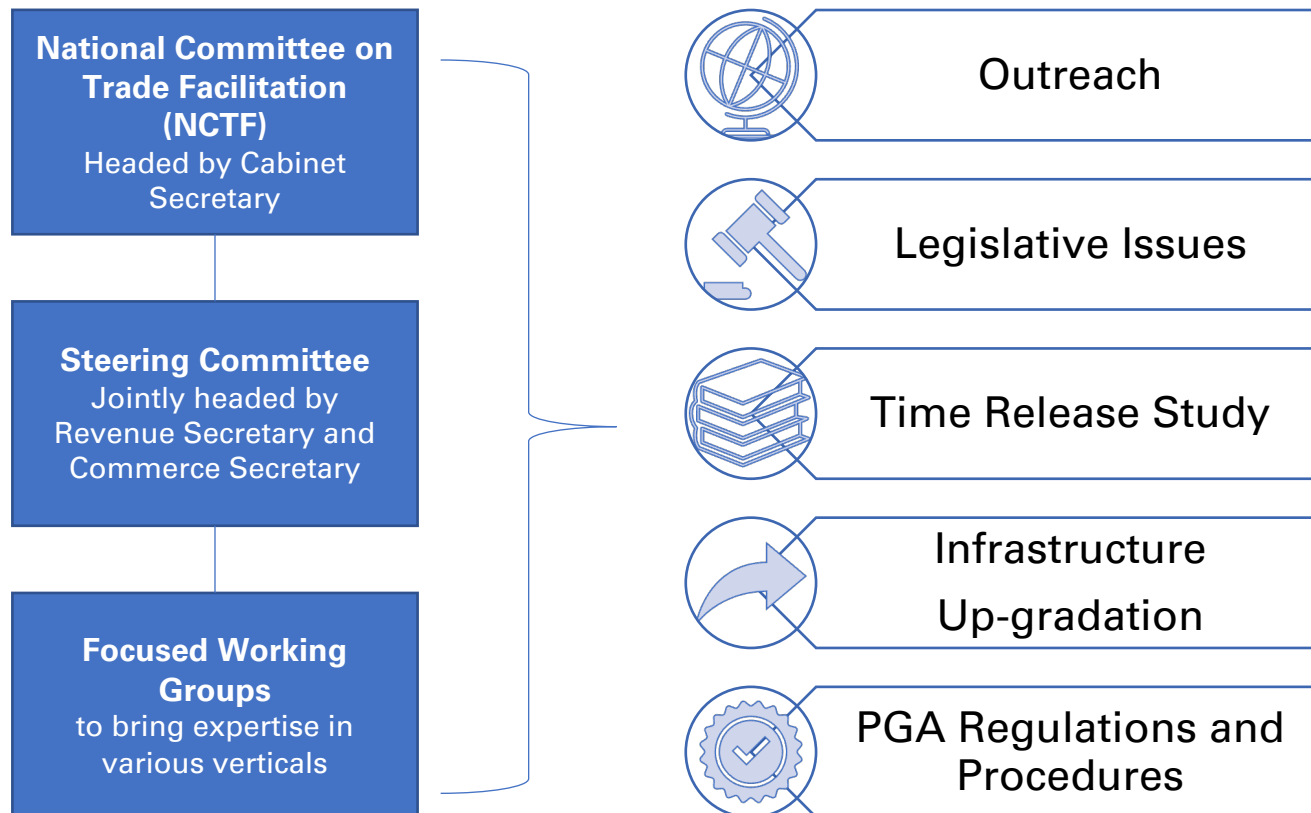 National Committee on
Trade Facilitation
(NCTF)
Headed by Cabinet
Secretary
Steering Committee
Jointly headed by
Revenue Secretary and
Commerce Secretary
Focused Working
Groups
to bring expertise in
various verticals
Outreach
Legislative Issues
Time Release Study
Infrastructure
Up-gradation
PGA Regulations and
Procedures